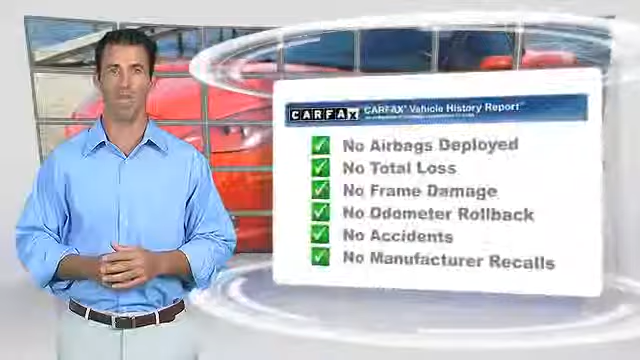 CARFAX CARFAX Vehicle History Report™
No Airbags Deployed
No Total Loss
No Frame Damage
No Odometer Rollback
No Accidents
No Manufacturer Recalls